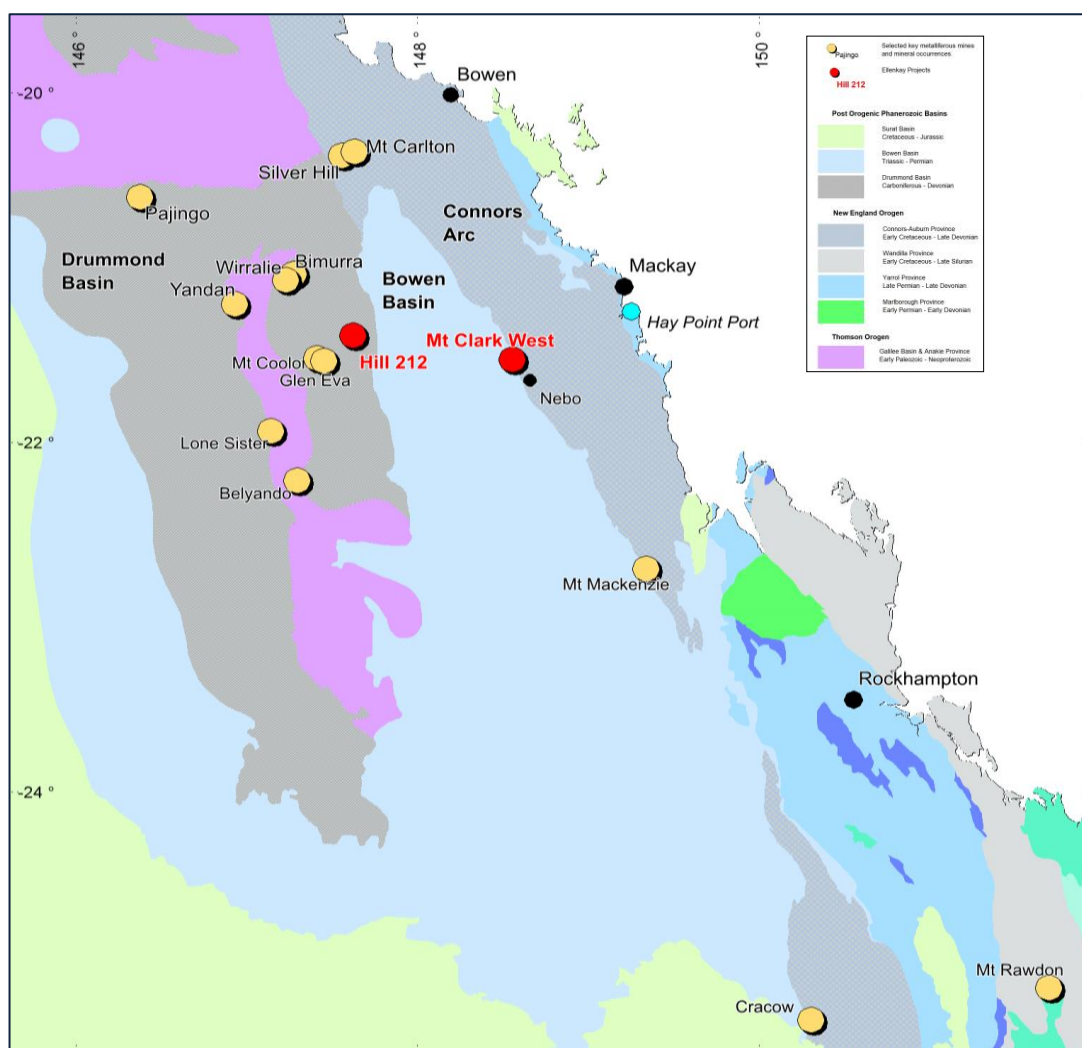 146 °
148 °
150 °
-20 °
-22 °
-24 °
Bowen
Mt Carlton
Silver Hill
Pajingo
Connors
Arc
Drummond
Basin
Wirralie
Bimurra
Yandan
Bowen
Basin
Mackay
Hay Point Port
Mt Clark West
Hill 212
Mt Coolon
Glen Eva
Nebo
Lone Sister
Belyando
Mt Mackenzie
Rockhampton
Mt Rawdon
Cracow
Pajingo
Selected key metalliferous mines
and mineral occurrences
Hill 212
Ellenkay Projects
Post Orogenic Phanerozoic Basins
Surat Basin
Cretaceous - Jurassic
Bowen Basin
Triassic - Permian
Drummond Basin
Carboniferous - Devonian
New England Orogen
Connors-Auburn Province
Early Cretaceous - Late Devonian
Wandilla Province
Early Cretaceous - Late Silurian
Yarrol Province
Late Permian - Late Devonian
Marlborough Province
Early Permian - Early Devonian
Thomson Orogen
Galilee Basin & Anakie Province
Early Paleozoic - Neoproterozoic